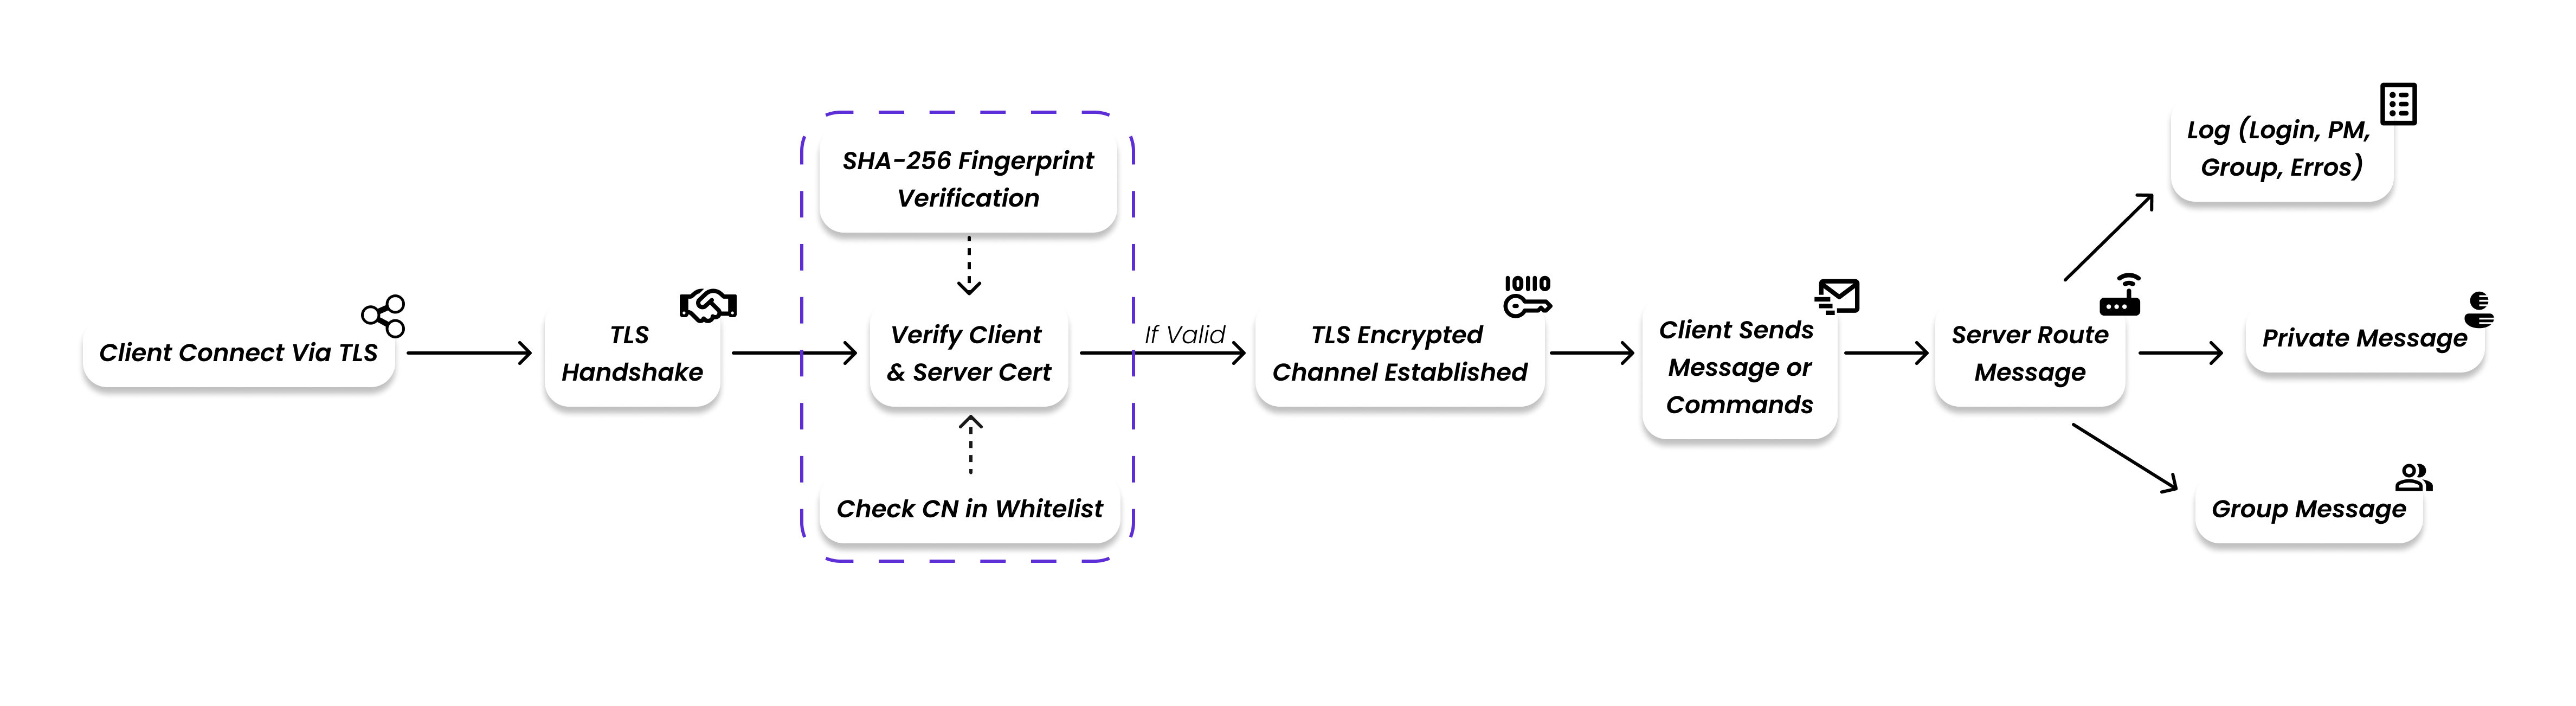 Client Connect Via TLS
TLS
Handshake
SHA-256 Fingerprint
Verification
Verify Client
& Server Cert
Check CN in Whitelist
If Valid
10110
TLS Encrypted
Channel Established
Client Sends
Message or
Commands
Server Route
Message
Log (Login, PM,
Group, Erros)
Private Message
Group Message